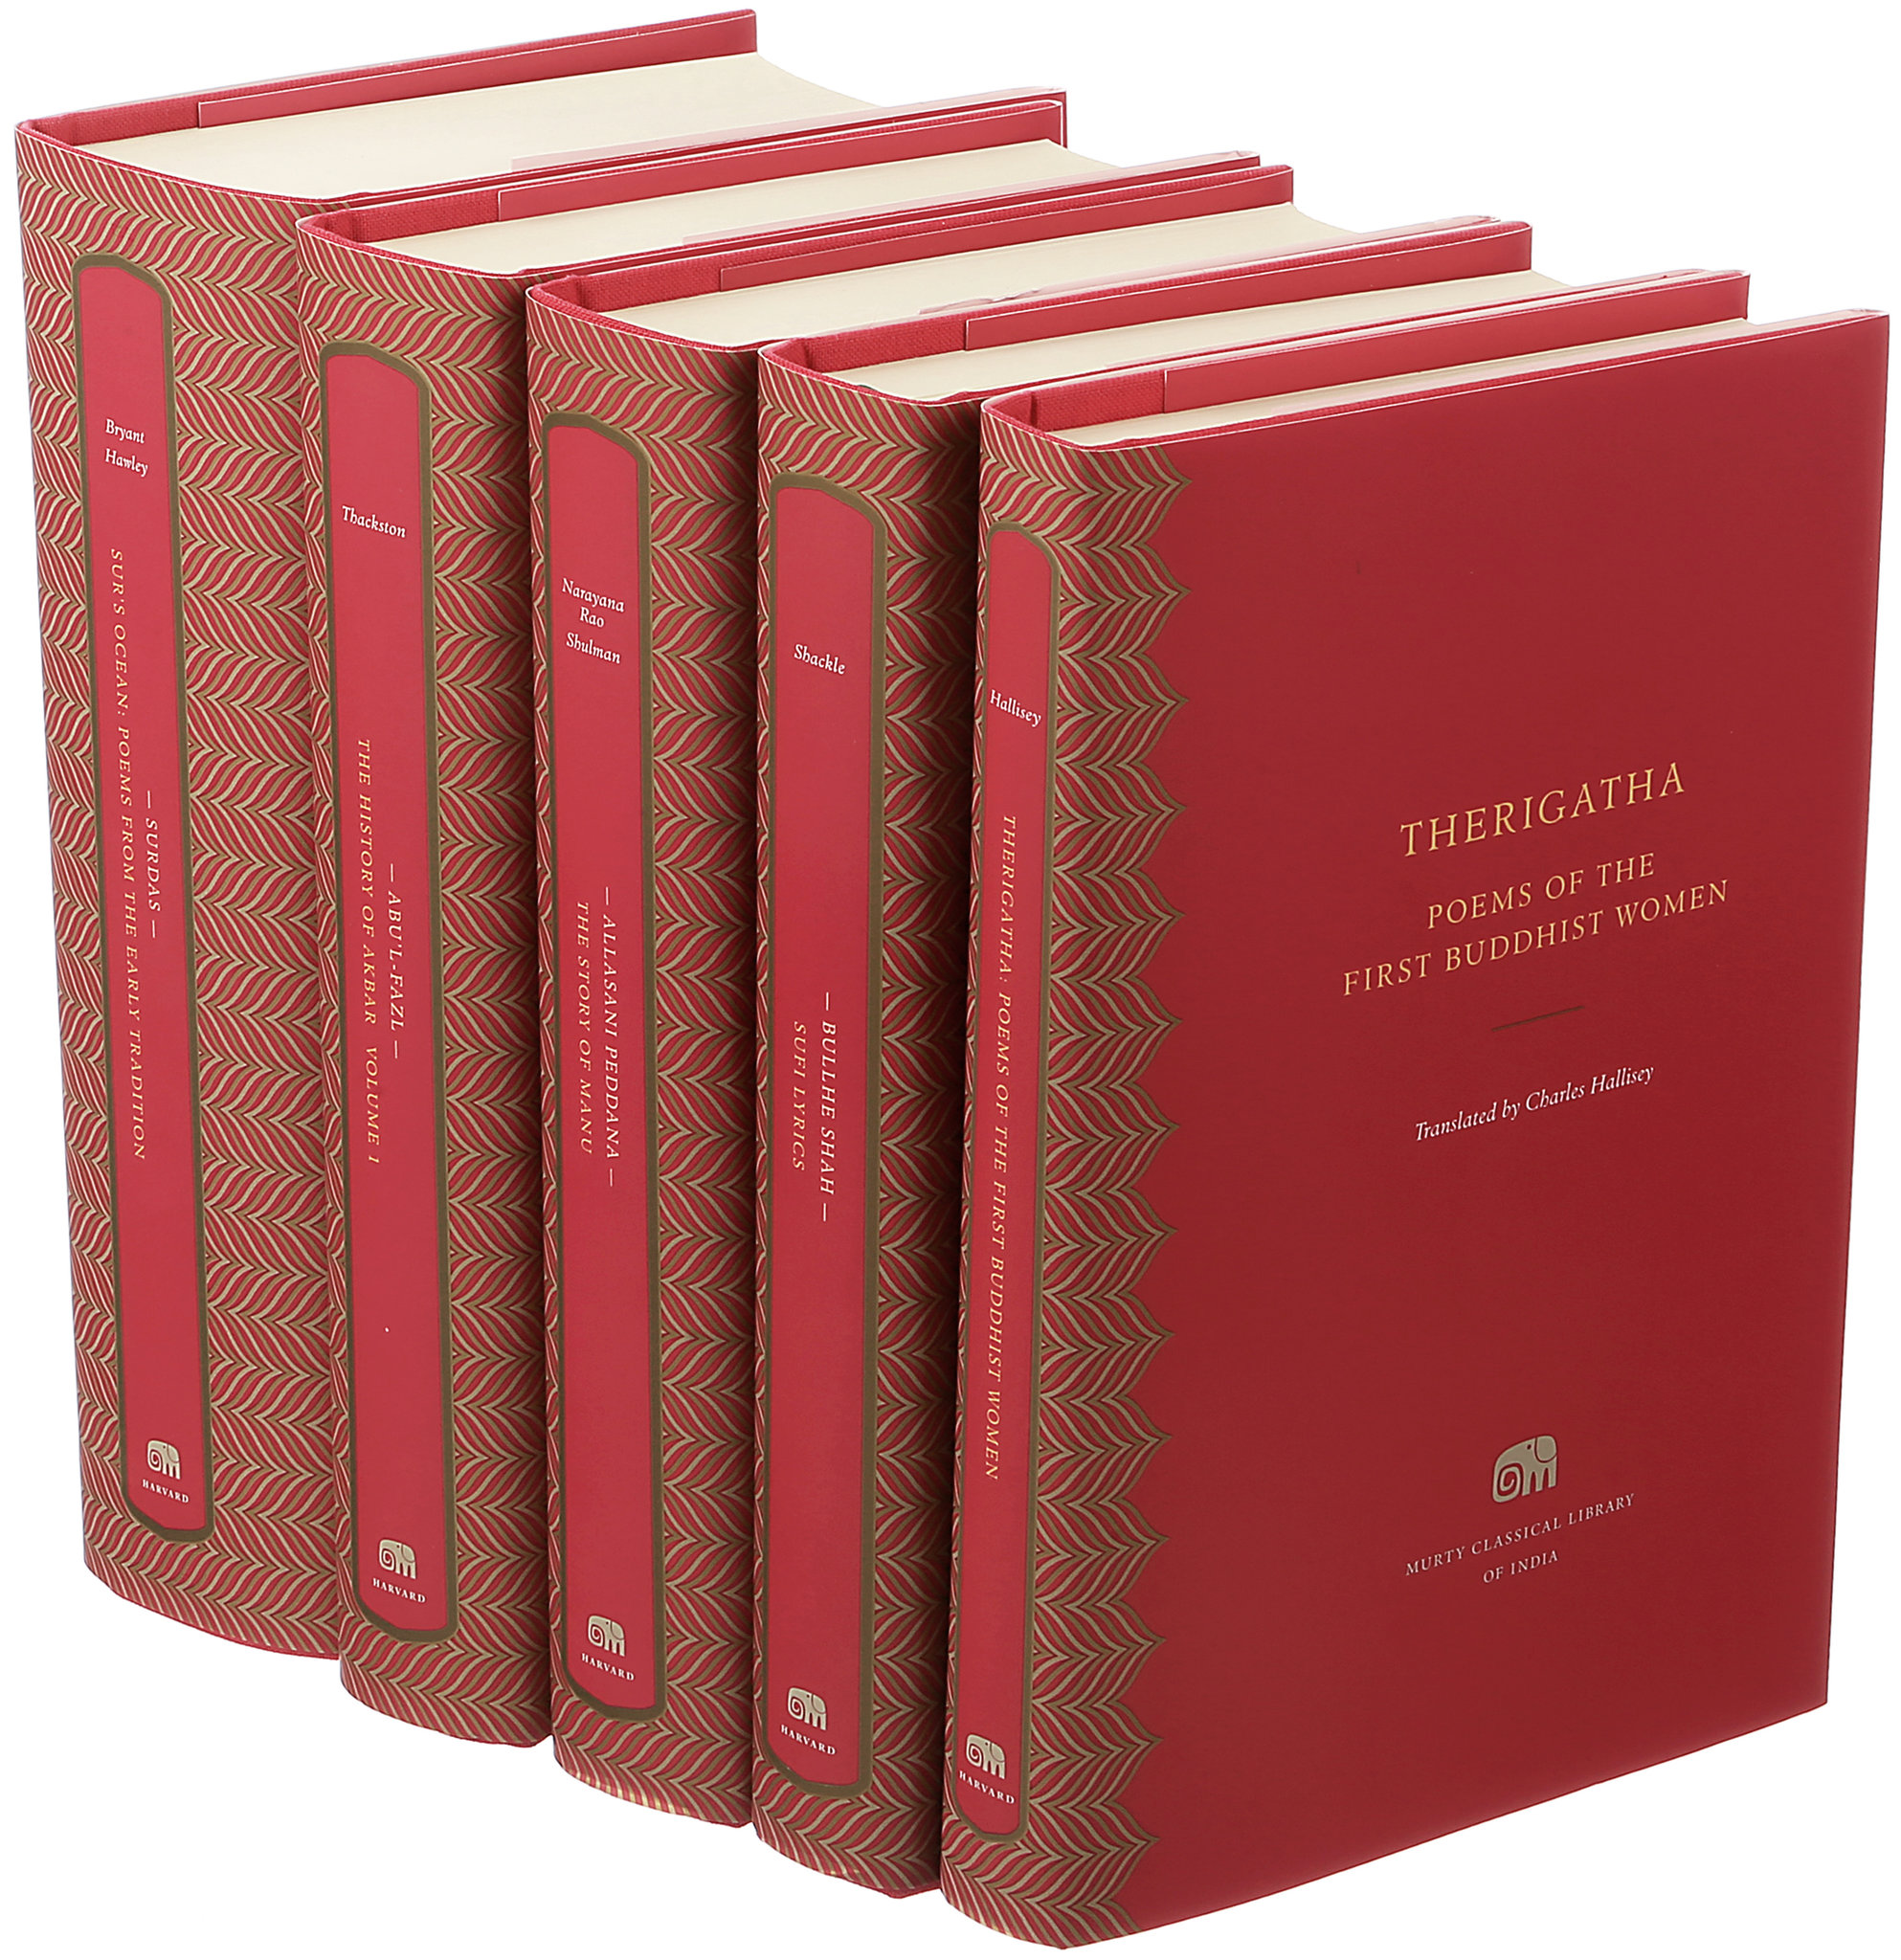 Bryant
Hawley
— SURDAS —
SUR'S OCEAN: POEMS FROM THE EARLY TRADITION
HARVARD
Thackston
— ABU'L-FAZL —
THE HISTORY OF AKBAR VOLUME 1
HARVARD
Narayana
Rao
Shulman
— ALLASANI PEDDANA —
THE STORY OF MANU
HARVARD
Shackle
— BULLHE SHAH —
SUFI LYRICS
HARVARD
Hallisey
THERIGATHA: POEMS OF THE FIRST BUDDHIST WOMEN
HARVARD
THERIGATHA
POEMS OF THE
FIRST BUDDHIST WOMEN
Translated by Charles Hallisey
MURTY CLASSICAL LIBRARY
OF INDIA